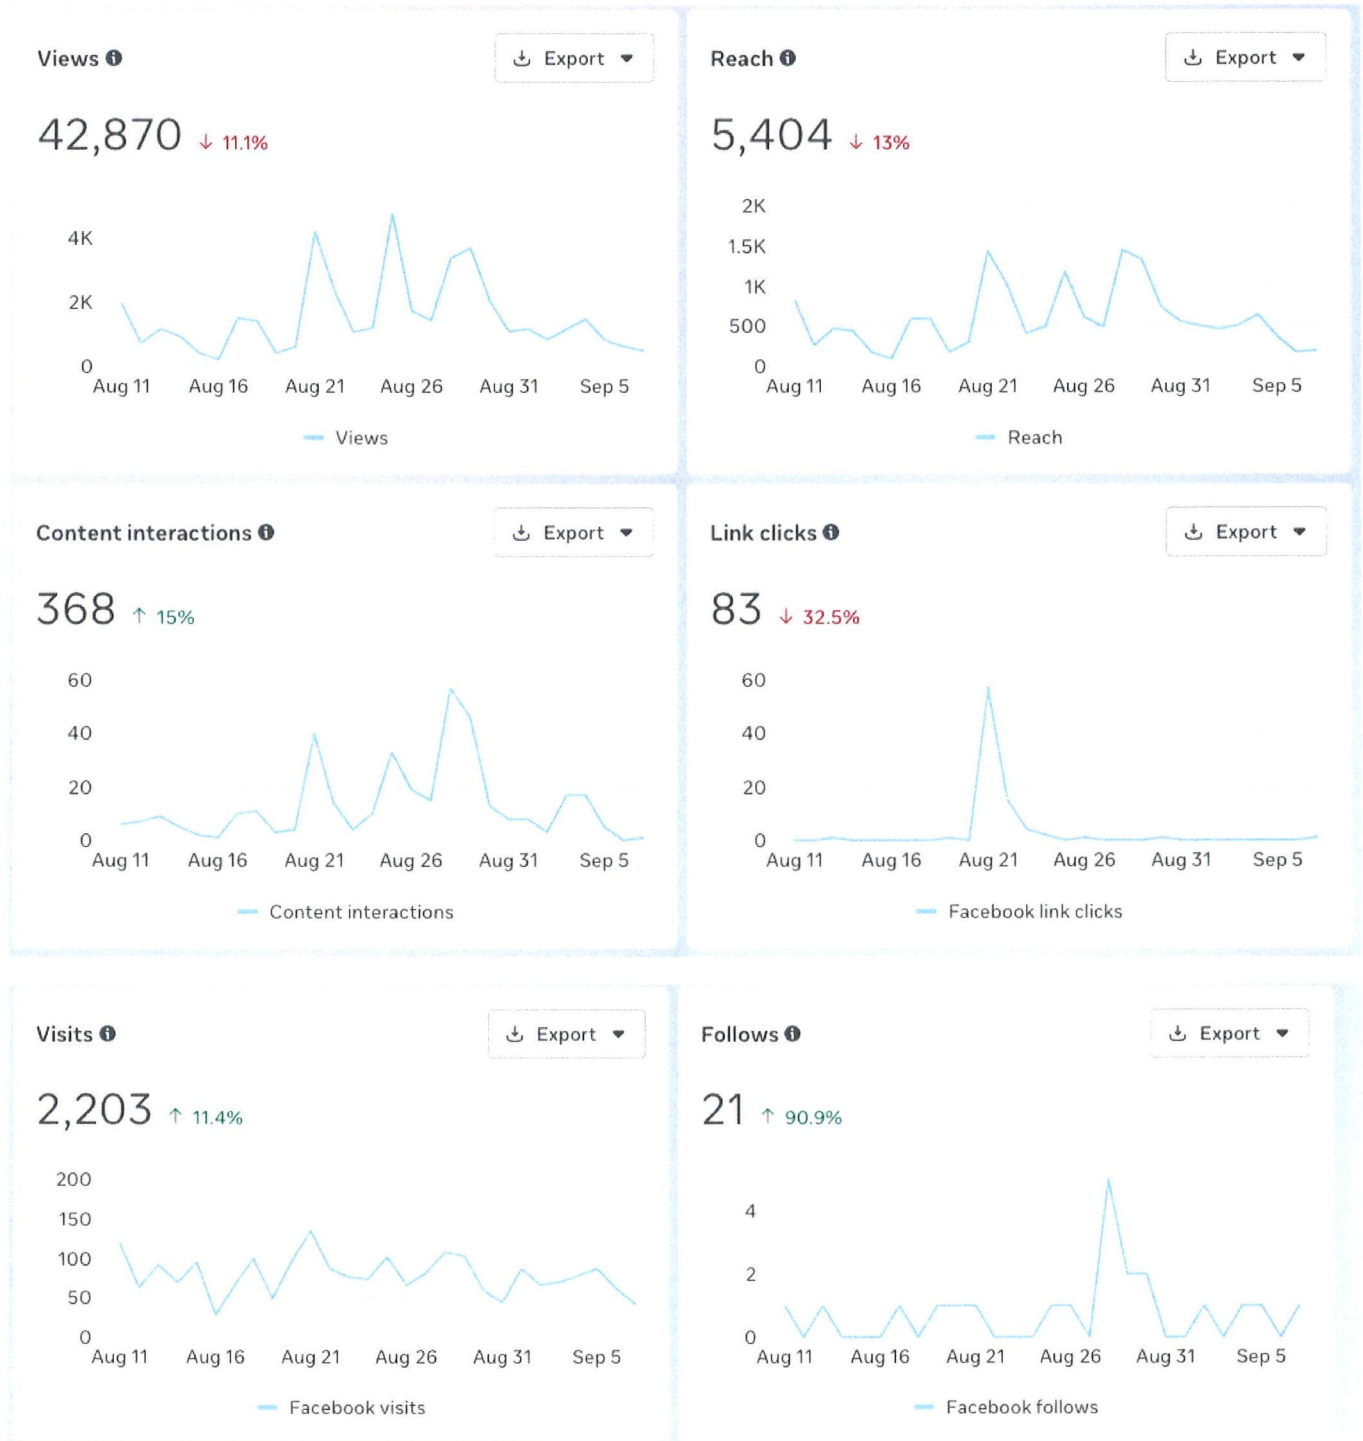 Views
Export
42,870 ↓ 11.1%
4K
2K
0
Aug 11 Aug 16 Aug 21 Aug 26 Aug 31 Sep 5
Views
Reach
Export
5,404 ↓ 13%
2K
1.5K
1K
500
0
Aug 11 Aug 16 Aug 21 Aug 26 Aug 31 Sep 5
Reach
Content interactions
Export
368 ↑ 15%
60
40
20
0
Aug 11 Aug 16 Aug 21 Aug 26 Aug 31 Sep 5
Content interactions
Link clicks
Export
83 ↓ 32.5%
60
40
20
0
Aug 11 Aug 16 Aug 21 Aug 26 Aug 31 Sep 5
Facebook link clicks
Visits
Export
2,203 ↑ 11.4%
200
150
100
50
0
Aug 11 Aug 16 Aug 21 Aug 26 Aug 31 Sep 5
Facebook visits
Follows
Export
21 ↑ 90.9%
4
2
0
Aug 11 Aug 16 Aug 21 Aug 26 Aug 31 Sep 5
Facebook follows